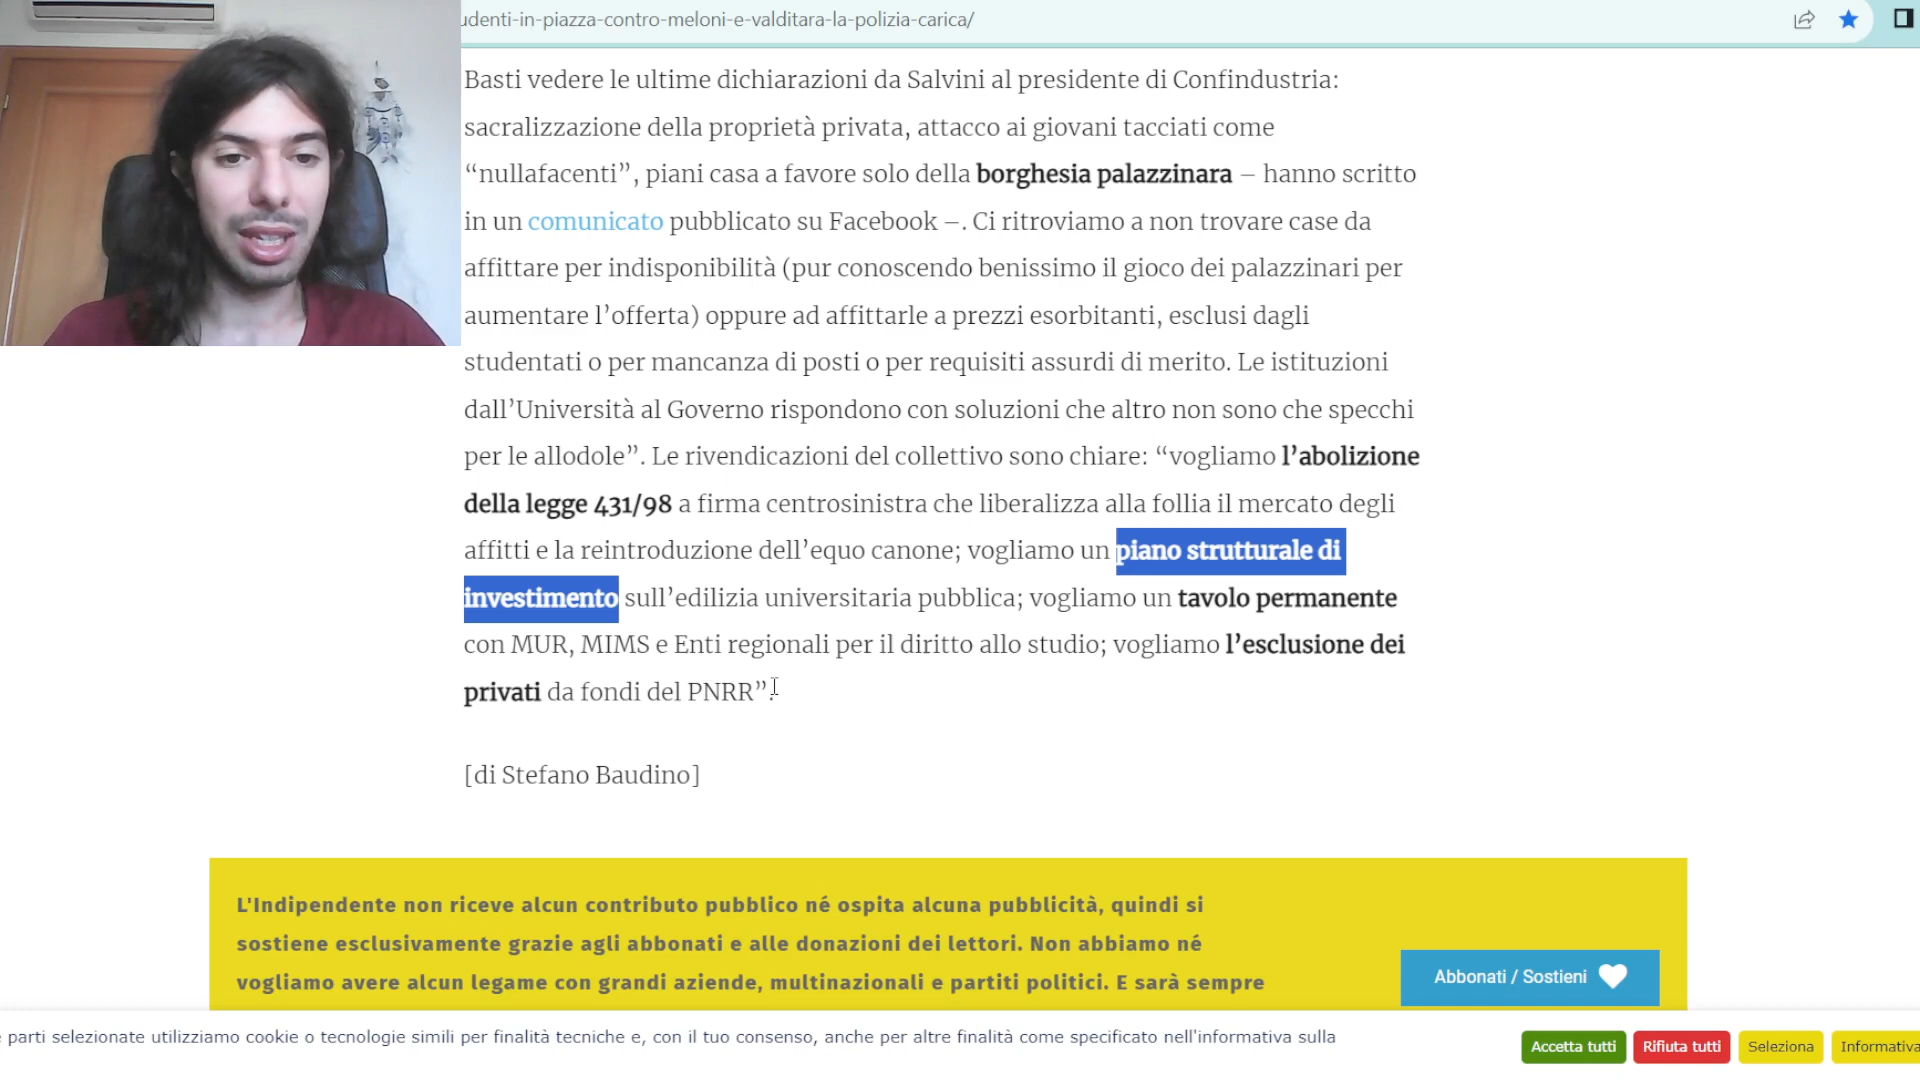 udenti-in-piazza-contro-meloni-e-valditara-la-polizia-carica/
Basti vedere le ultime dichiarazioni da Salvini al presidente di Confindustria:
sacralizzazione della proprietà privata, attacco ai giovani tacciati come
“nullafacenti”, piani casa a favore solo della borghesia palazzinara – hanno scritto
in un comunicato pubblicato su Facebook –. Ci ritroviamo a non trovare case da
affittare per indisponibilità (pur conoscendo benissimo il gioco dei palazzinari per
aumentare l’offerta) oppure ad affittarle a prezzi esorbitanti, esclusi dagli
studentati o per mancanza di posti o per requisiti assurdi di merito. Le istituzioni
dall’Università al Governo rispondono con soluzioni che altro non sono che specchi
per le allodole”. Le rivendicazioni del collettivo sono chiare: “vogliamo l’abolizione
della legge 431/98 a firma centrosinistra che liberalizza alla follia il mercato degli
affitti e la reintroduzione dell’equo canone; vogliamo un piano strutturale di
investimento sull’edilizia universitaria pubblica; vogliamo un tavolo permanente
con MUR, MIMS e Enti regionali per il diritto allo studio; vogliamo l’esclusione dei
privati da fondi del PNRR”.
[di Stefano Baudino]
L'Indipendente non riceve alcun contributo pubblico né ospita alcuna pubblicità, quindi si
sostiene esclusivamente grazie agli abbonati e alle donazioni dei lettori. Non abbiamo né
vogliamo avere alcun legame con grandi aziende, multinazionali e partiti politici. E sarà sempre
Abbonati / Sostieni
e parti selezionate utilizziamo cookie o tecnologie simili per finalità tecniche e, con il tuo consenso, anche per altre finalità come specificato nell'informativa sulla
Accetta tutti
Rifiuta tutti
Seleziona
Informativa